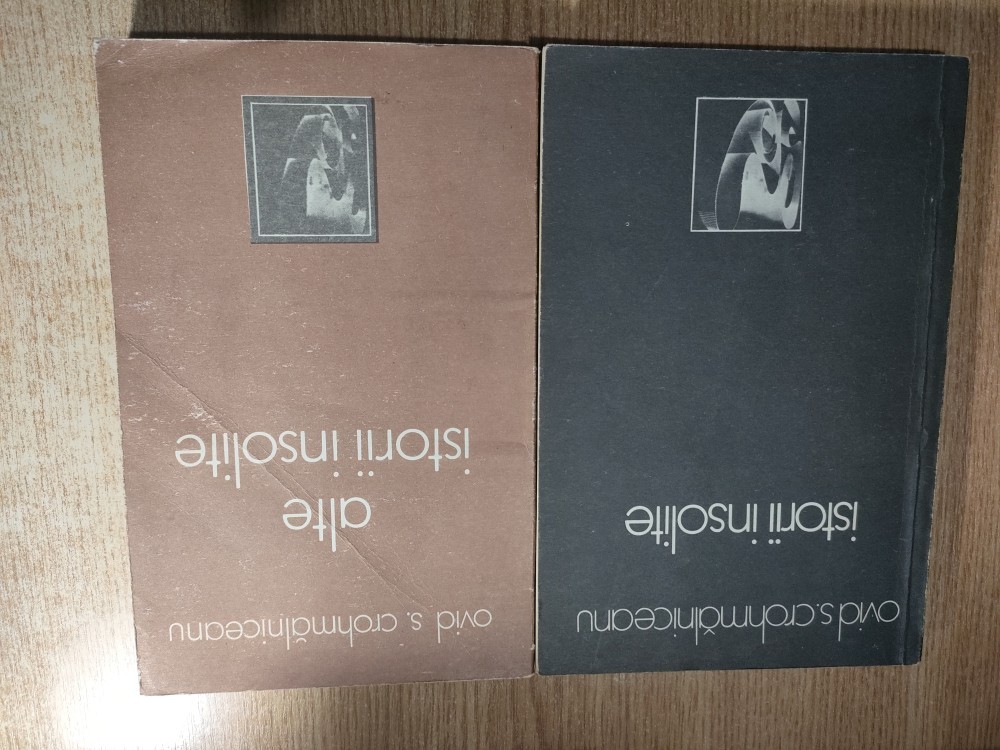 ovid s. crohmălniceanu
istorii insolite
ovid s. crohmălniceanu
alte
istorii insolite